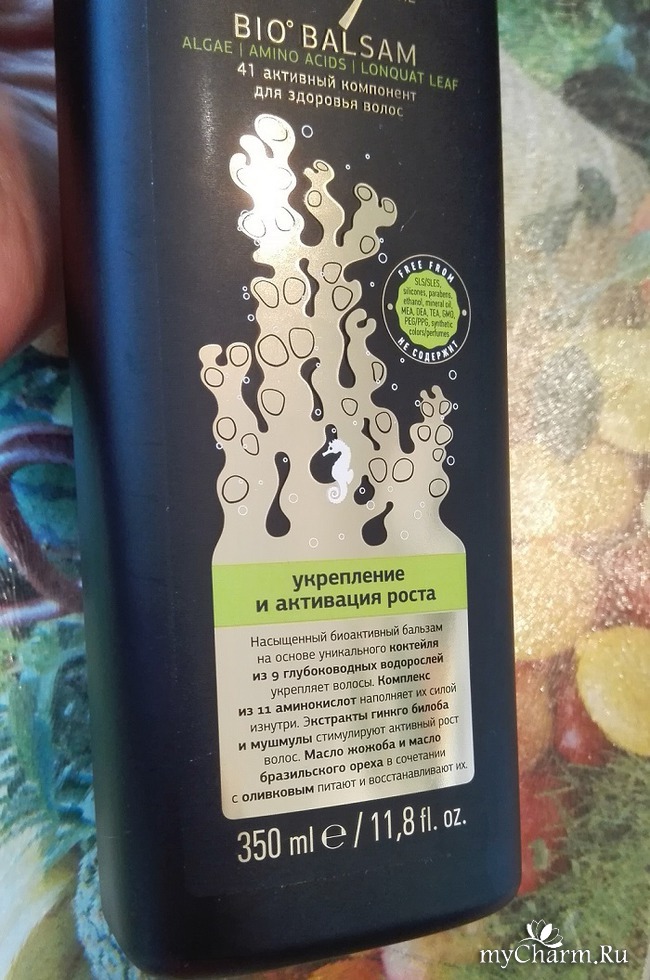 BIO° BALSAM
ALGAE | AMINO ACIDS | LONQUAT LEAF
41 активный компонент
для здоровья волос
FREE FROM
SLS/SLES,
silicones, parabens,
ethanol, mineral oil,
MEA, DEA, TEA, GMO,
PEG/PPG, synthetic
colors/perfumes
НЕ СОДЕРЖИТ
укрепление
и активация роста
Насыщенный биоактивный бальзам
на основе уникального коктейля
из 9 глубоководных водорослей
укрепляет волосы. Комплекс
из 11 аминокислот наполняет их силой
изнутри. Экстракты гинкго билоба
и мушмулы стимулируют активный рост
волос. Масло жожоба и масло
бразильского ореха в сочетании
с оливковым питают и восстанавливают их.
350 ml e / 11,8 fl. oz.
myCharm.Ru